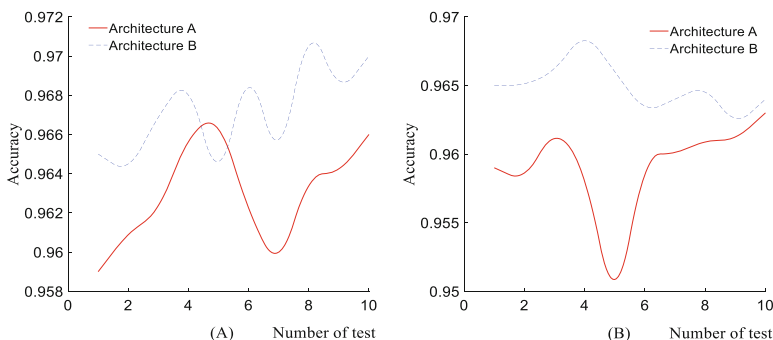 0.972
0.97
0.968
0.966
0.964
0.962
0.96
0.958
Accuracy
Architecture A
Architecture B
0 2 4 6 8 10
(A) Number of test
0.97
0.965
0.96
0.955
0.95
Accuracy
Architecture A
Architecture B
0 2 4 6 8 10
(B) Number of test